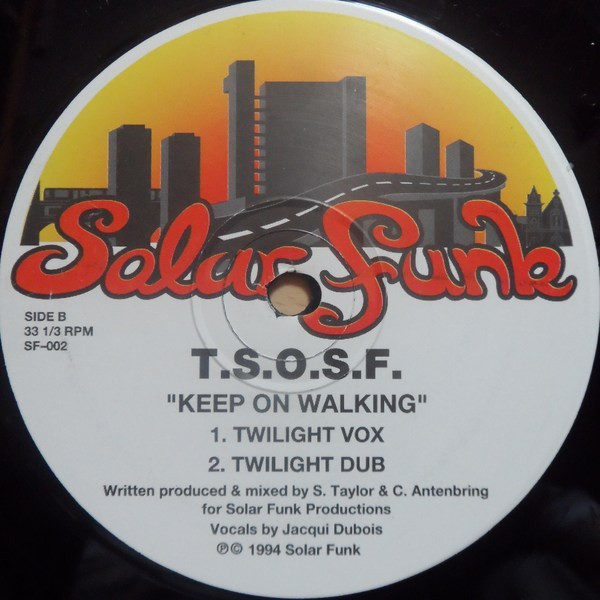 Solar Funk
SIDE B
33 1/3 RPM
SF-002
T.S.O.S.F.
"KEEP ON WALKING"
1. TWILIGHT VOX
2. TWILIGHT DUB
Written produced & mixed by S. Taylor & C. Antenbring
for Solar Funk Productions
Vocals by Jacqui Dubois
℗© 1994 Solar Funk